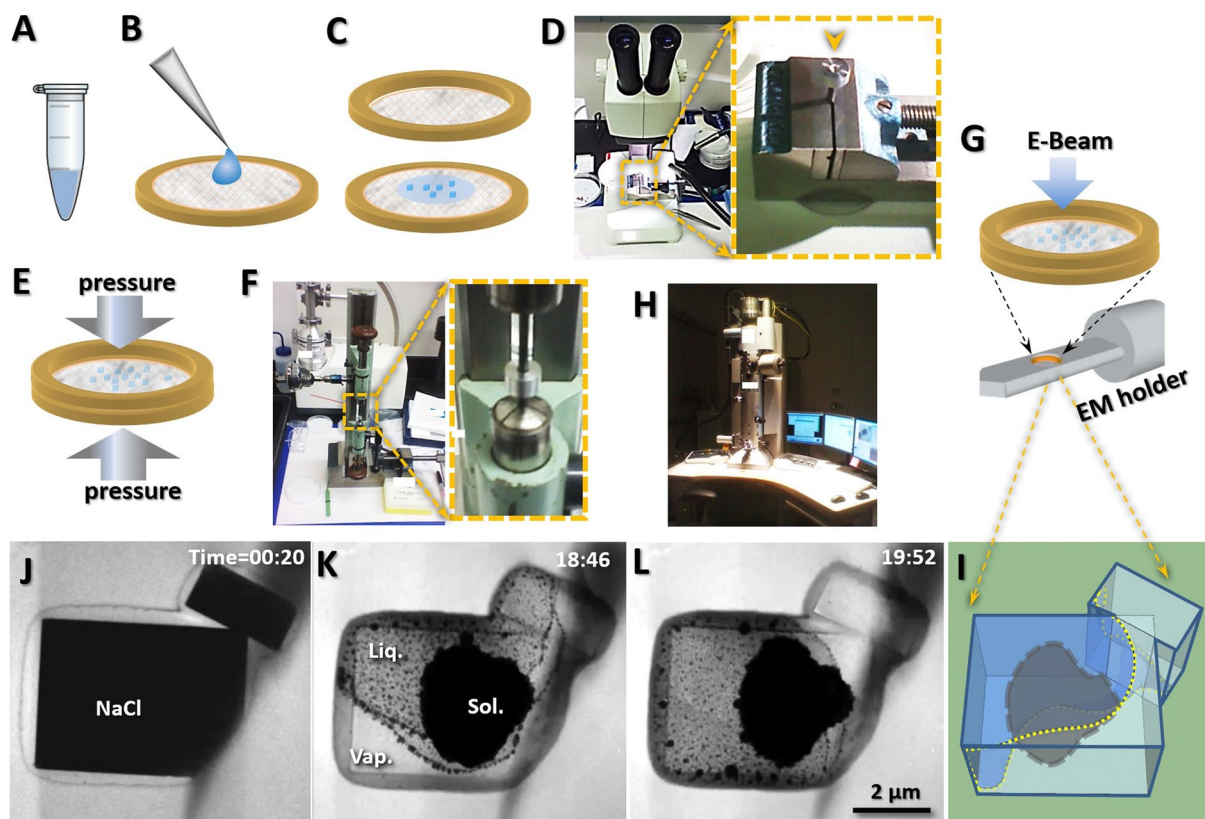 A
B
C
D
E-Beam
G
E
pressure
pressure
F
H
EM holder
J
Time=00:20
NaCl
K
18:46
Liq.
Sol.
Vap.
L
19:52
2 μm
I